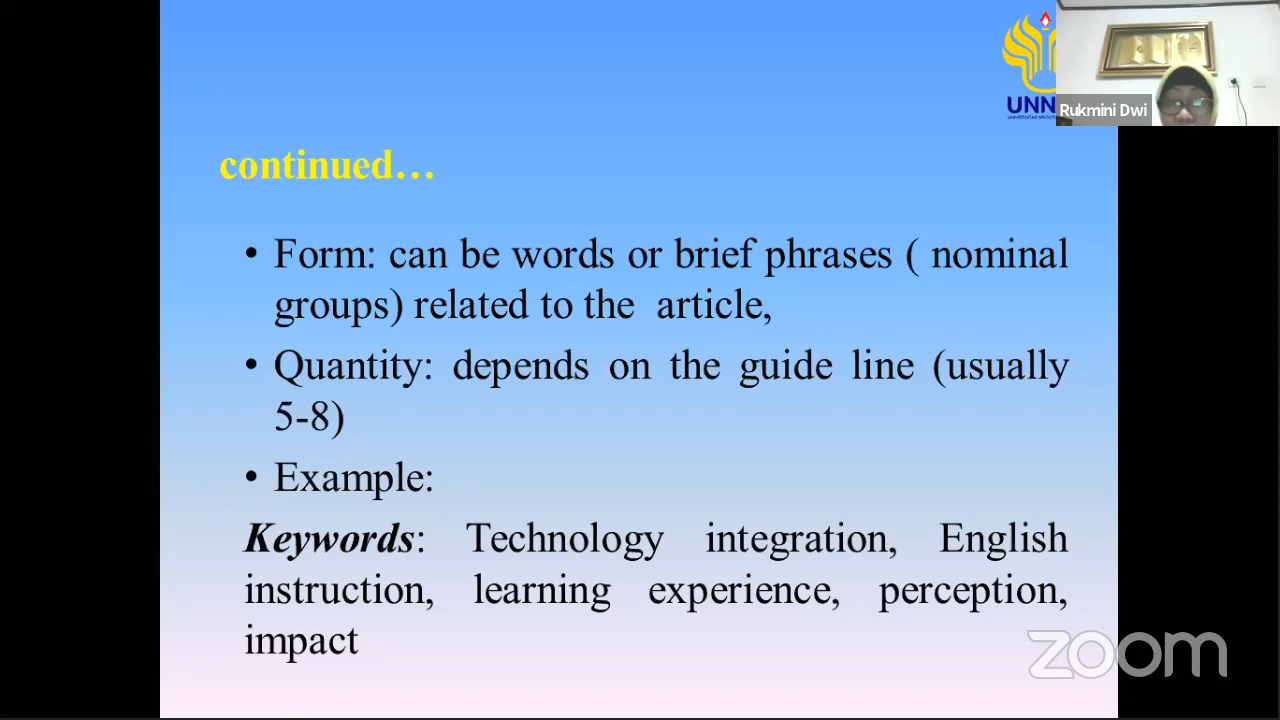 UNN
Rukmini Dwi
continued…
• Form: can be words or brief phrases ( nominal
groups) related to the article,
• Quantity: depends on the guide line (usually
5-8)
• Example:
Keywords: Technology integration, English
instruction, learning experience, perception,
impact
zoom